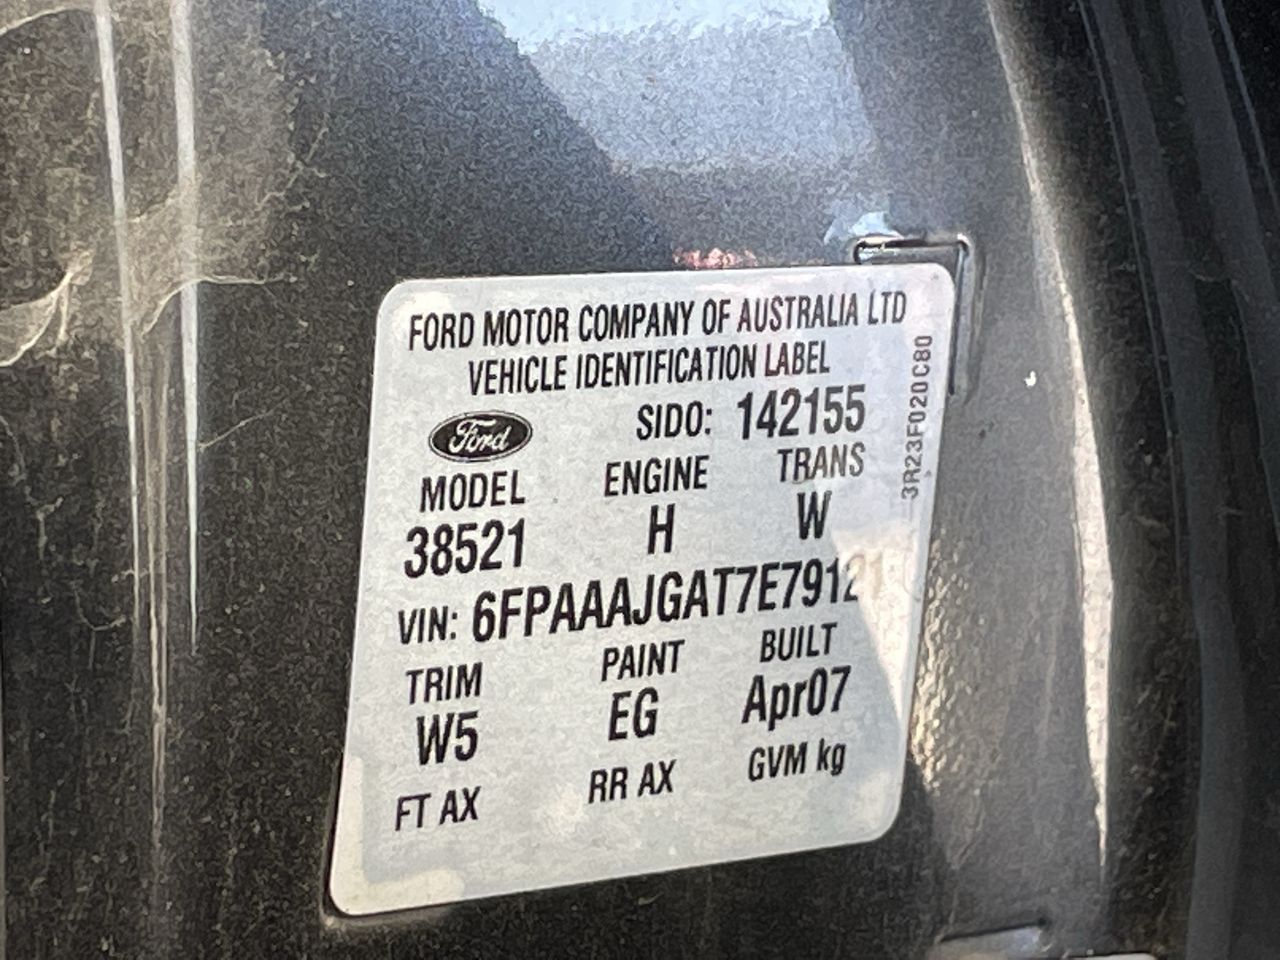 FORD MOTOR COMPANY OF AUSTRALIA LTD
VEHICLE IDENTIFICATION LABEL
Ford SIDO: 142155
MODEL ENGINE TRANS
38521 H W
VIN: 6FPAAAJGAT7E79121
TRIM PAINT BUILT
W5 EG Apr07
FT AX RR AX GVM kg
3R23F020C80